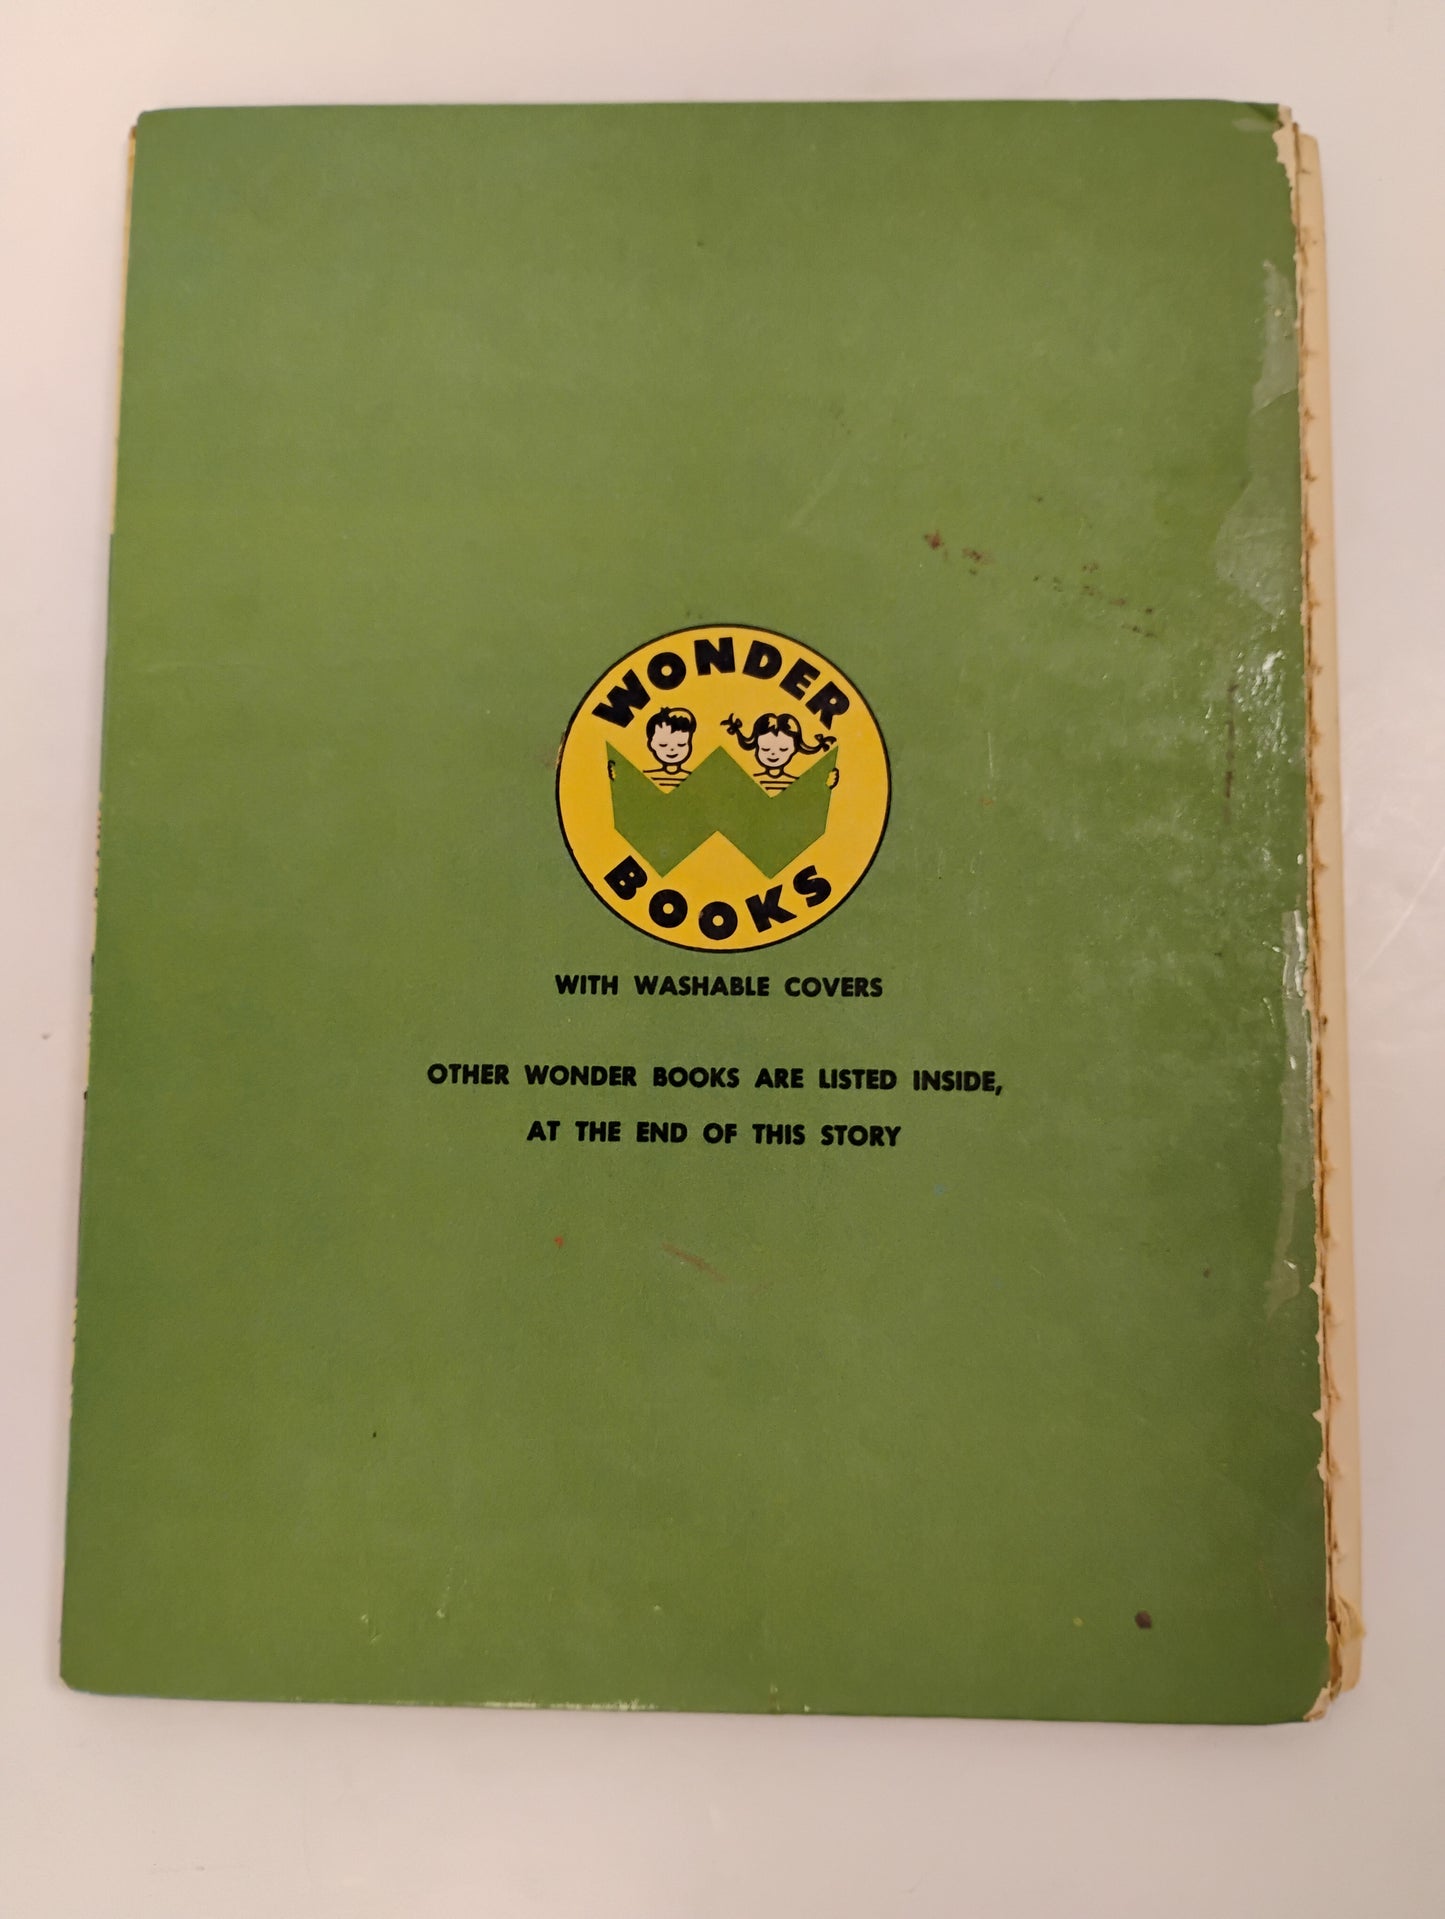 WONDER
BOOKS
WITH WASHABLE COVERS
OTHER WONDER BOOKS ARE LISTED INSIDE,
AT THE END OF THIS STORY